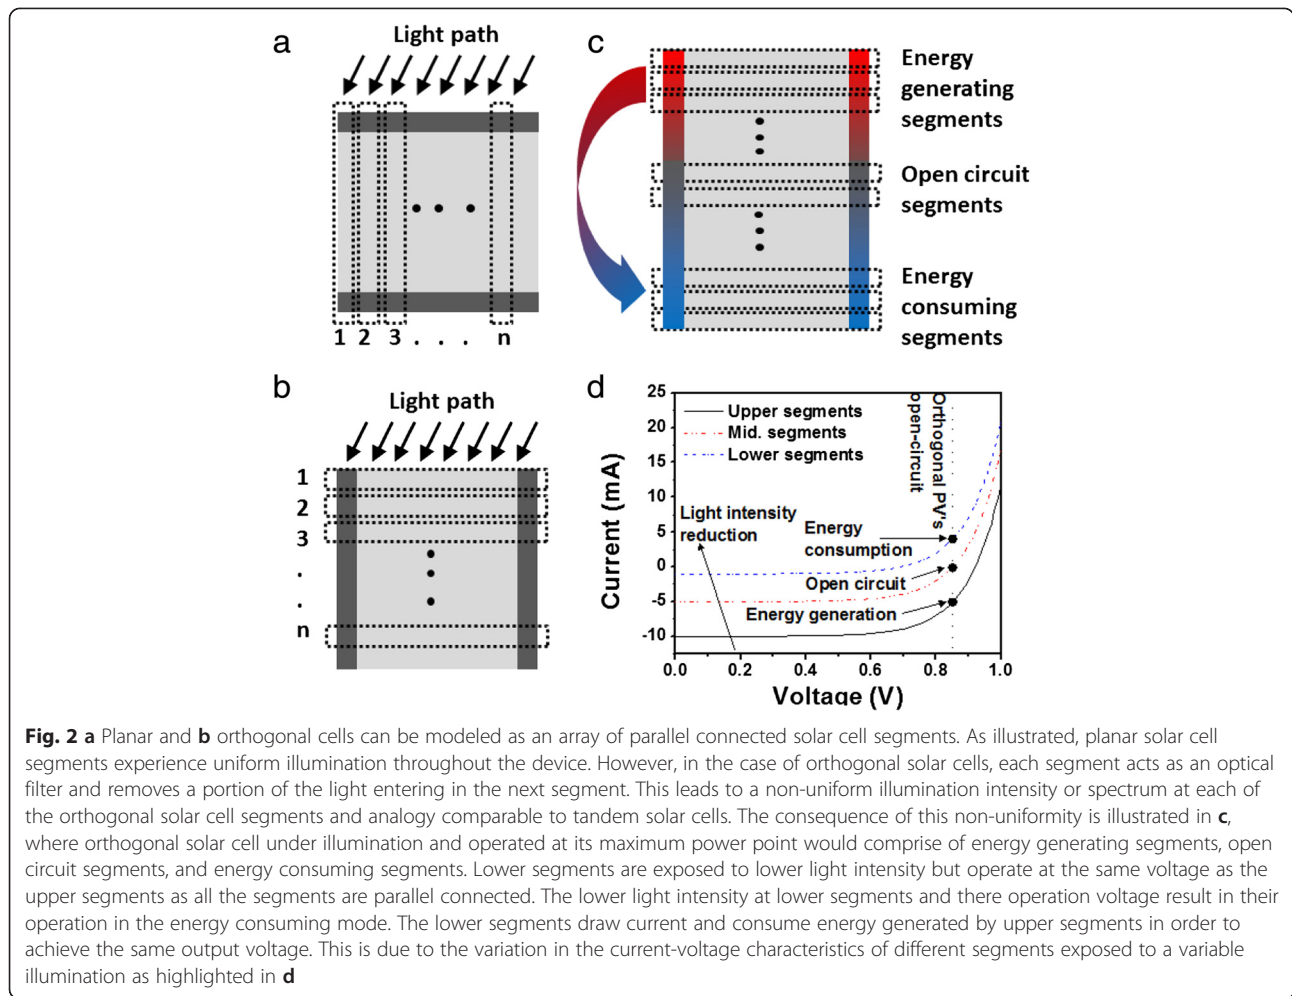 a
Light path
1 2 3 . . . n
b
Light path
1
2
3
.
.
n
c
Energy
generating
segments
Open circuit
segments
Energy
consuming
segments
d
25
20
15
10
5
0
-5
-10
Current (mA)
Upper segments
Mid. segments
Lower segments
Orthogonal PV's
open-circuit
Light intensity
reduction
Energy
consumption
Open circuit
Energy generation
0.0 0.2 0.4 0.6 0.8 1.0
Voltage (V)
Fig. 2 a Planar and b orthogonal cells can be modeled as an array of parallel connected solar cell segments. As illustrated, planar solar cell
segments experience uniform illumination throughout the device. However, in the case of orthogonal solar cells, each segment acts as an optical
filter and removes a portion of the light entering in the next segment. This leads to a non-uniform illumination intensity or spectrum at each of
the orthogonal solar cell segments and analogy comparable to tandem solar cells. The consequence of this non-uniformity is illustrated in c,
where orthogonal solar cell under illumination and operated at its maximum power point would comprise of energy generating segments, open
circuit segments, and energy consuming segments. Lower segments are exposed to lower light intensity but operate at the same voltage as the
upper segments as all the segments are parallel connected. The lower light intensity at lower segments and there operation voltage result in their
operation in the energy consuming mode. The lower segments draw current and consume energy generated by upper segments in order to
achieve the same output voltage. This is due to the variation in the current-voltage characteristics of different segments exposed to a variable
illumination as highlighted in d